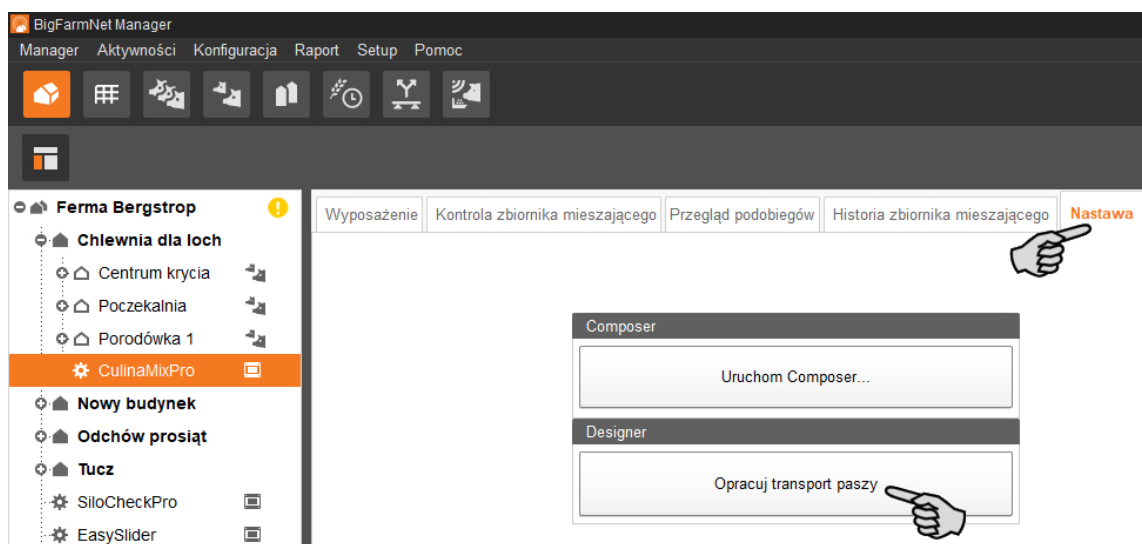 BigFarmNet Manager
Manager Aktywności Konfiguracja Raport Setup Pomoc
Ferma Bergstrop
Chlewnia dla loch
Centrum krycia
Poczekalnia
Porodówka 1
CulinaMixPro
Nowy budynek
Odchów prosiąt
Tucz
SiloCheckPro
EasySlider
Wyposażenie Kontrola zbiornika mieszającego Przegląd podobiegów Historia zbiornika mieszającego Nastawa
Composer
Uruchom Composer...
Designer
Opracuj transport paszy